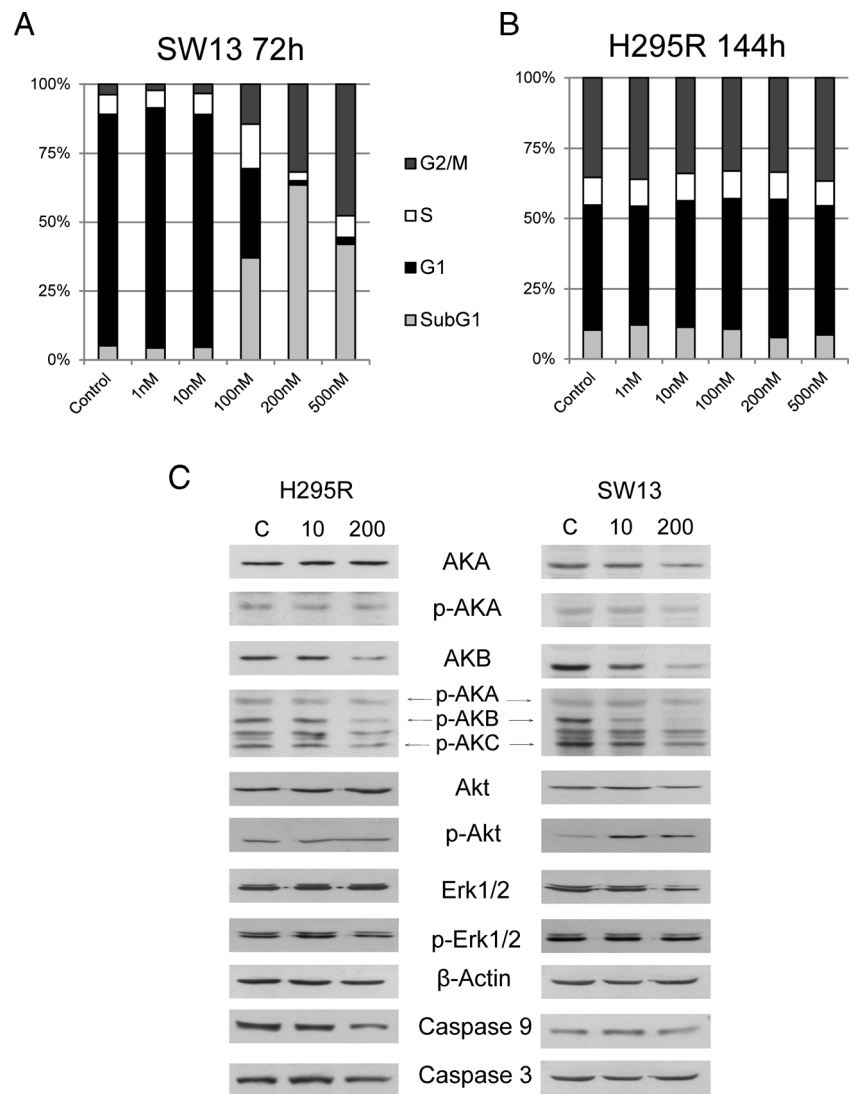 A
SW13 72h
100%
75%
50%
25%
0%
Control
1nM
10nM
100nM
200nM
500nM
G2/M
S
G1
SubG1
B
H295R 144h
100%
75%
50%
25%
0%
Control
1nM
10nM
100nM
200nM
500nM
C
H295R SW13
C 10 200 C 10 200
AKA
p-AKA
AKB
p-AKA
p-AKB
p-AKC
Akt
p-Akt
Erk1/2
p-Erk1/2
β-Actin
Caspase 9
Caspase 3